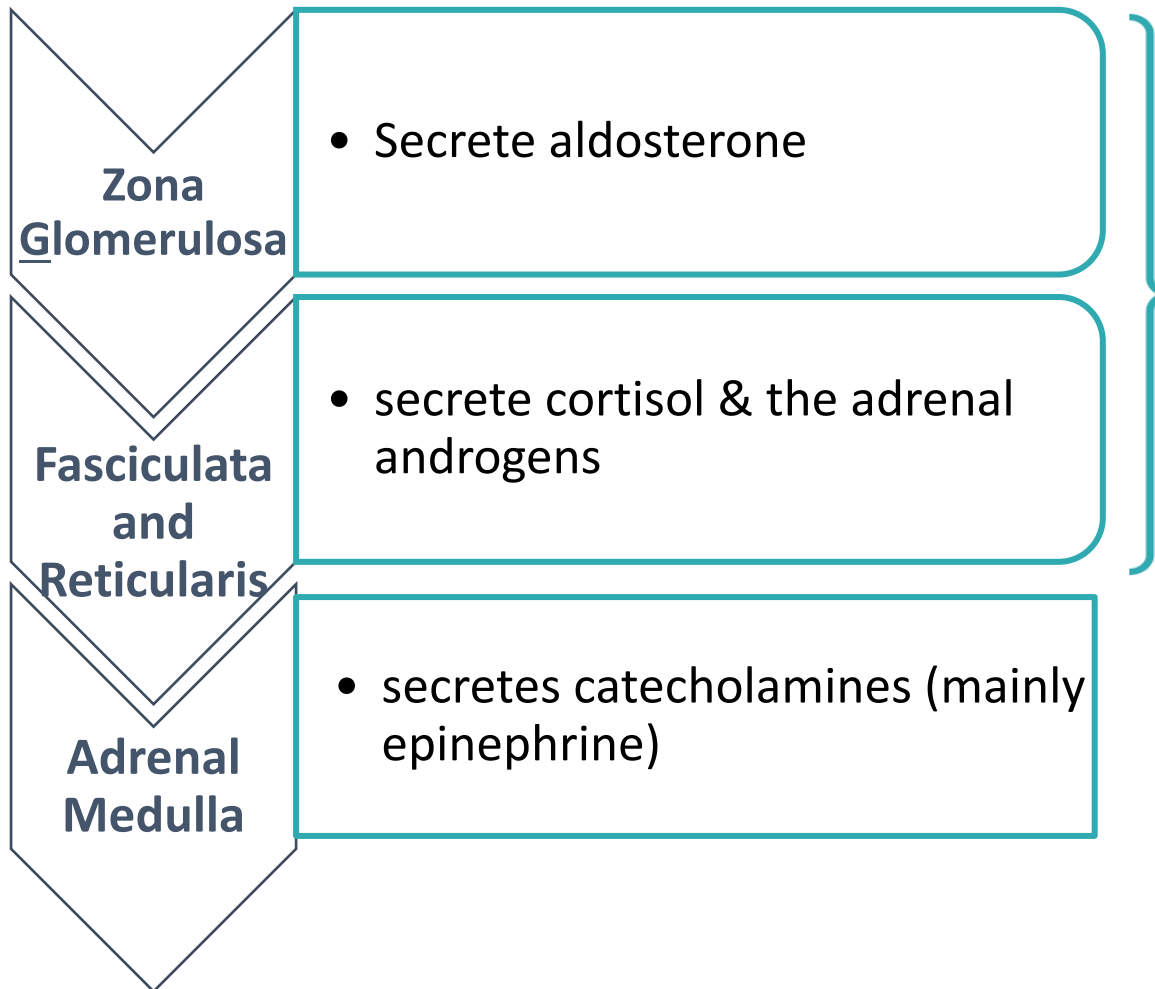 Zona
Glomerulosa
• Secrete aldosterone
Fasciculata
and
Reticularis
• secrete cortisol & the adrenal
androgens
Adrenal
Medulla
• secretes catecholamines (mainly
epinephrine)